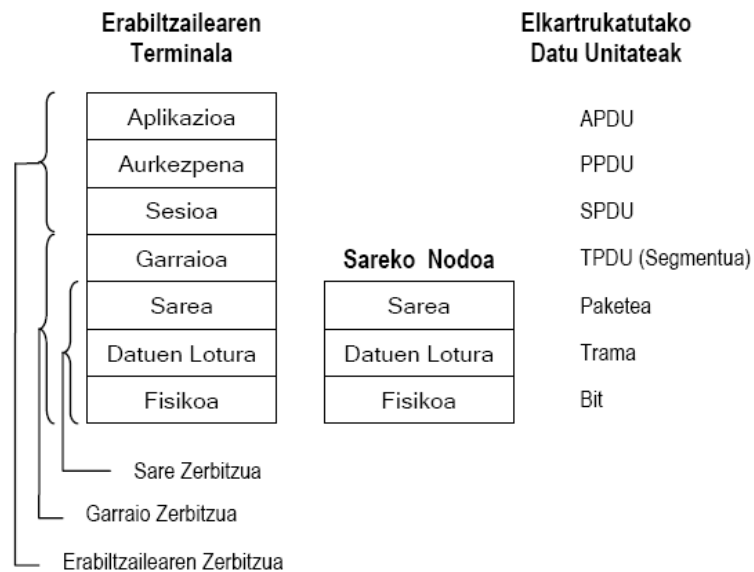 Erabiltzailearen
Terminala
Elkartrukatutako
Datu Unitateak
Aplikazioa
APDU
Aurkezpena
PPDU
Sesioa
SPDU
Garraioa
Sareko Nodoa
TPDU (Segmentua)
Sarea
Sarea
Paketea
Datuen Lotura
Datuen Lotura
Trama
Fisikoa
Fisikoa
Bit
Sare Zerbitzua
Garraio Zerbitzua
Erabiltzailearen Zerbitzua